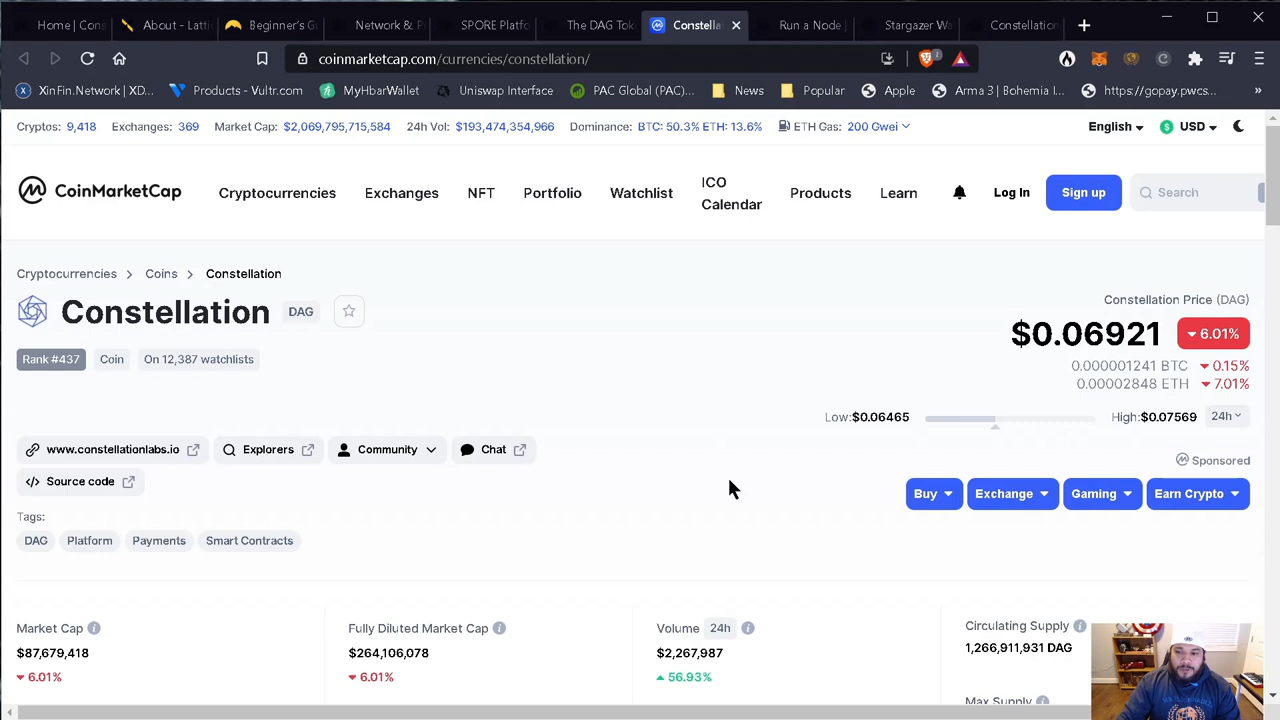 Home | Cons
About - Latti
Beginner's Gu
Network & P
SPORE Platfo
The DAG Tok
Constella
Run a Node |
Stargazer Wa
Constellation
coinmarketcap.com/currencies/constellation/
2
XinFin.Network | XD...
Products - Vultr.com
MyHbarWallet
Uniswap Interface
PAC Global (PAC)...
News
Popular
Apple
Arma 3 | Bohemia I...
https://gopay.pwcs...
Cryptos: 9,418 Exchanges: 369 Market Cap: $2,069,795,715,584 24h Vol: $193,474,354,966 Dominance: BTC: 50.3% ETH: 13.6% ETH Gas: 200 Gwei
English
USD
CoinMarketCap
Cryptocurrencies
Exchanges
NFT
Portfolio
Watchlist
ICO
Calendar
Products
Learn
Log In
Sign up
Search
Cryptocurrencies > Coins > Constellation
Constellation DAG
Rank #437
Coin
On 12,387 watchlists
Constellation Price (DAG)
$0.06921 6.01%
0.000001241 BTC 0.15%
0.00002848 ETH 7.01%
Low: $0.06465
High: $0.07569
24h
www.constellationlabs.io
Explorers
Community
Chat
Source code
Sponsored
Buy
Exchange
Gaming
Earn Crypto
Tags:
DAG
Platform
Payments
Smart Contracts
Market Cap
$87,679,418
6.01%
Fully Diluted Market Cap
$264,106,078
6.01%
Volume 24h
$2,267,987
56.93%
Circulating Supply
1,266,911,931 DAG
Max Supply